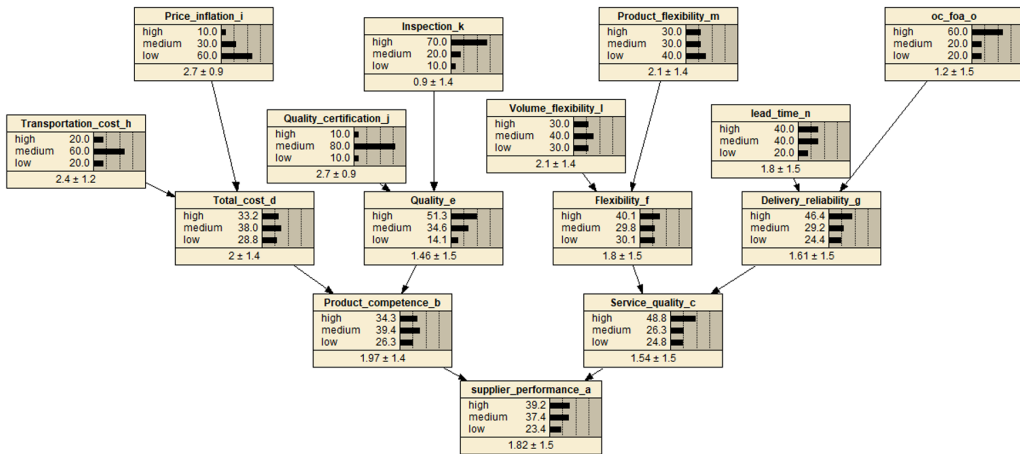 Price_inflation_i
high 10.0
medium 30.0
low 60.0
2.7 ± 0.9
Inspection_k
high 70.0
medium 20.0
low 10.0
0.9 ± 1.4
Product_flexibility_m
high 30.0
medium 30.0
low 40.0
2.1 ± 1.4
oc_foa_o
high 60.0
medium 20.0
low 20.0
1.2 ± 1.5
Transportation_cost_h
high 20.0
medium 60.0
low 20.0
2.4 ± 1.2
Quality_certification_j
high 10.0
medium 80.0
low 10.0
2.7 ± 0.9
Volume_flexibility_l
high 30.0
medium 40.0
low 30.0
2.1 ± 1.4
lead_time_n
high 40.0
medium 40.0
low 20.0
1.8 ± 1.5
Total_cost_d
high 33.2
medium 38.0
low 28.8
2 ± 1.4
Quality_e
high 51.3
medium 34.6
low 14.1
1.46 ± 1.5
Flexibility_f
high 40.1
medium 29.8
low 30.1
1.8 ± 1.5
Delivery_reliability_g
high 46.4
medium 29.2
low 24.4
1.61 ± 1.5
Product_competence_b
high 34.3
medium 39.4
low 26.3
1.97 ± 1.4
Service_quality_c
high 48.8
medium 26.3
low 24.8
1.54 ± 1.5
supplier_performance_a
high 39.2
medium 37.4
low 23.4
1.82 ± 1.5